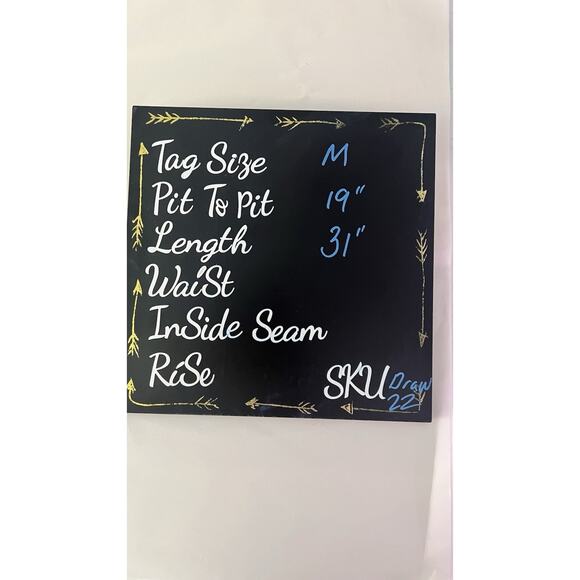 Tag Size M
Pit To Pit 19"
Length 31"
WaiSt
InSide Seam
RiSe
SKU Draw
22